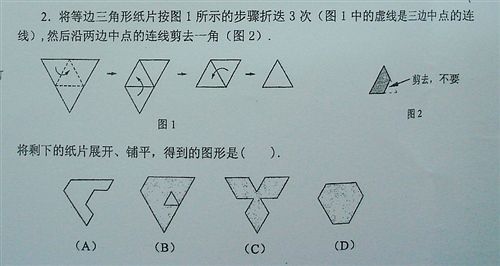 2. 将等边三角形纸片按图1所示的步骤折迭3次(图1中的虚线是三边中点的连
线),然后沿两边中点的连线剪去一角(图2).
剪去,不要
图1
图2
将剩下的纸片展开、铺平,得到的图形是( ).
(A) (B) (C) (D)